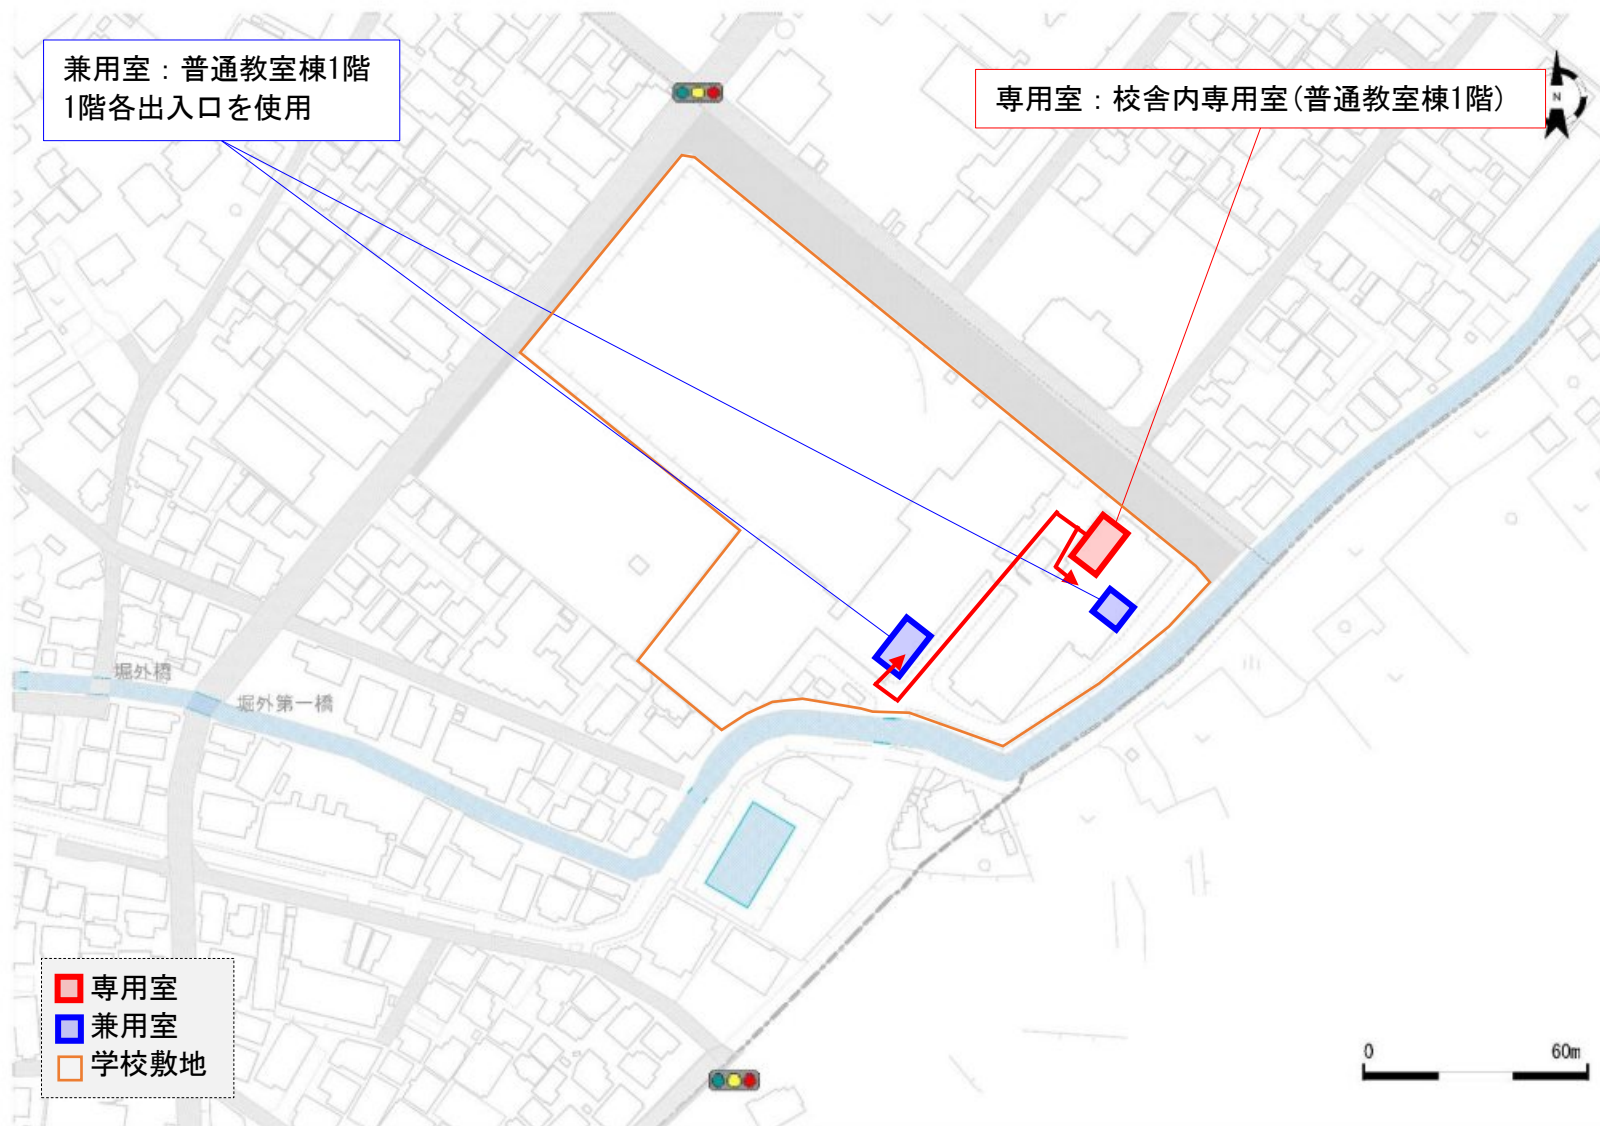 兼用室：普通教室棟1階
1階各出入口を使用
専用室：校舎内専用室(普通教室棟1階)
N
堀外橋
堀外第一橋
山
専用室
兼用室
学校敷地
0 60m